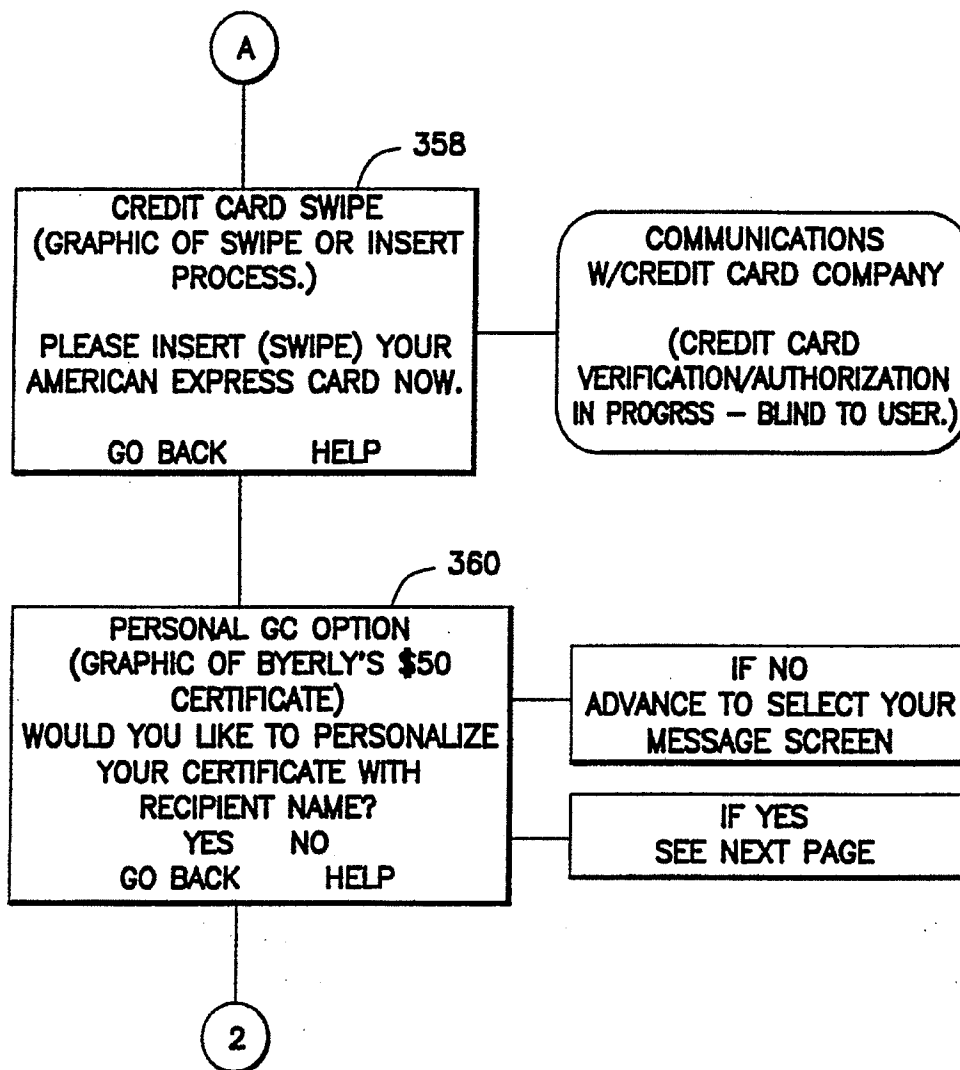 A
358
CREDIT CARD SWIPE
(GRAPHIC OF SWIPE OR INSERT
PROCESS.)
PLEASE INSERT (SWIPE) YOUR
AMERICAN EXPRESS CARD NOW.
GO BACK HELP
COMMUNICATIONS
W/CREDIT CARD COMPANY
(CREDIT CARD
VERIFICATION/AUTHORIZATION
IN PROGRSS – BLIND TO USER.)
360
PERSONAL GC OPTION
(GRAPHIC OF BYERLY'S $50
CERTIFICATE)
WOULD YOU LIKE TO PERSONALIZE
YOUR CERTIFICATE WITH
RECIPIENT NAME?
YES NO
GO BACK HELP
IF NO
ADVANCE TO SELECT YOUR
MESSAGE SCREEN
IF YES
SEE NEXT PAGE
2